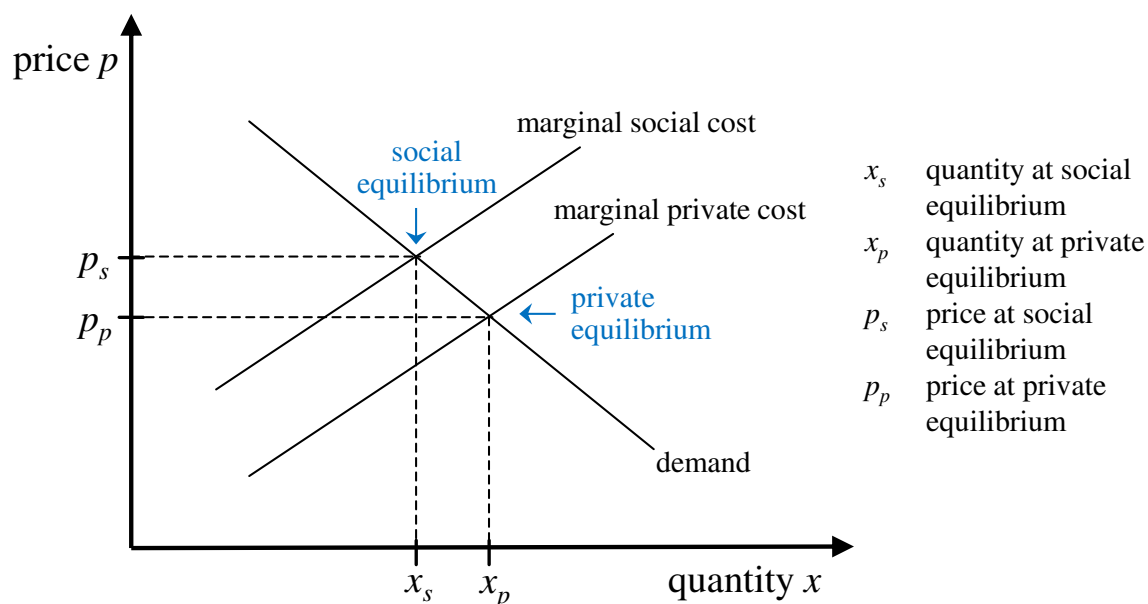 price p
marginal social cost
social
equilibrium
marginal private cost
p_s
p_p
private
equilibrium
demand
x_s
x_p
quantity x
x_s quantity at social
equilibrium
x_p quantity at private
equilibrium
p_s price at social
equilibrium
p_p price at private
equilibrium